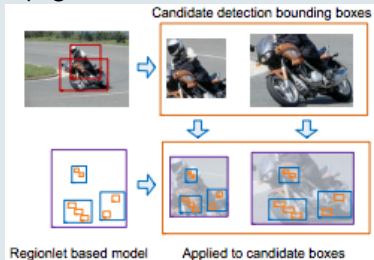 Candidate detection bounding boxes
Regionlet based model
Applied to candidate boxes